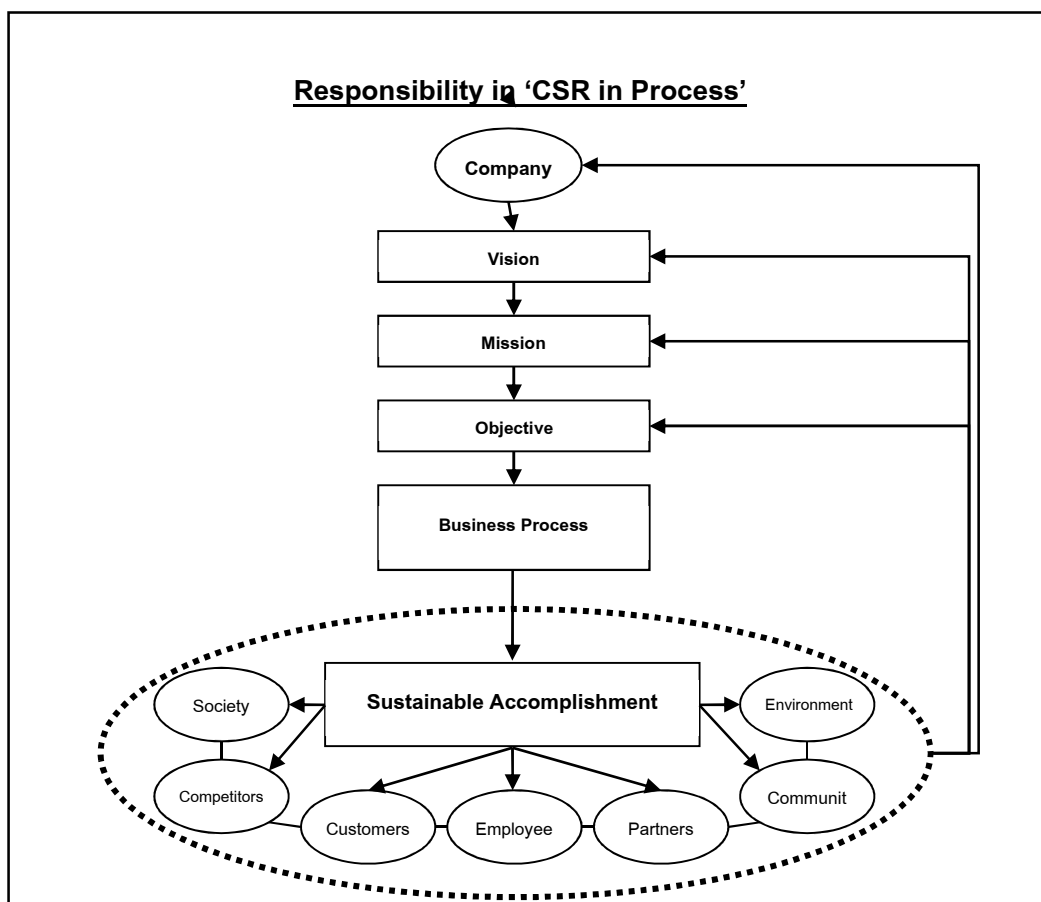 Responsibility in ‘CSR in Process’
Company
Vision
Mission
Objective
Business Process
Sustainable Accomplishment
Society
Environment
Competitors
Communit
Customers
Employee
Partners